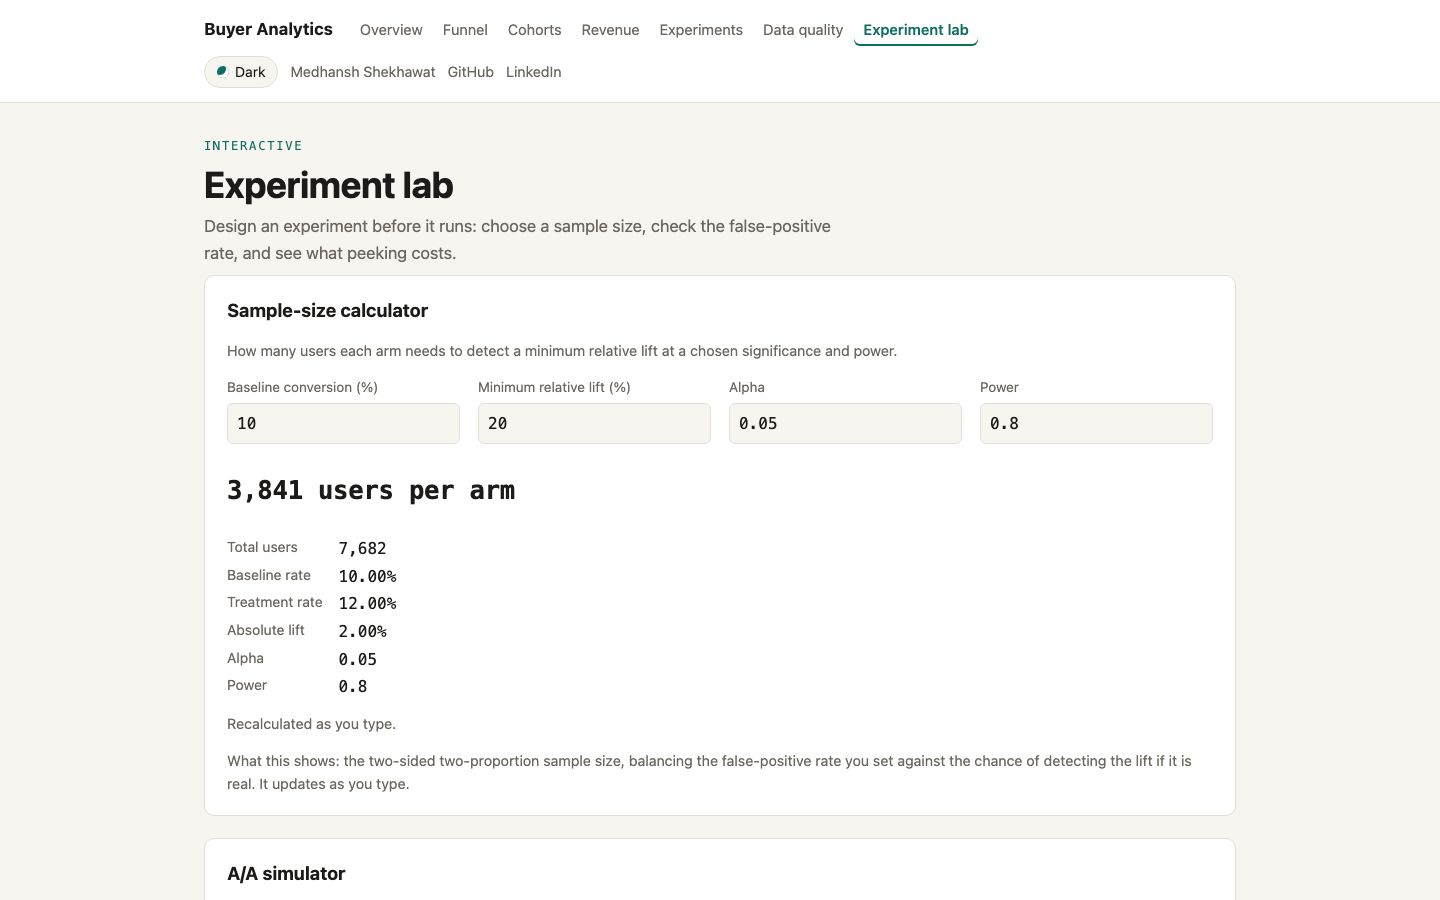 Buyer Analytics Overview Funnel Cohorts Revenue Experiments Data quality Experiment lab
Dark Medhansh Shekhawat GitHub LinkedIn
INTERACTIVE
Experiment lab
Design an experiment before it runs: choose a sample size, check the false-positive
rate, and see what peeking costs.
Sample-size calculator
How many users each arm needs to detect a minimum relative lift at a chosen significance and power.
Baseline conversion (%) Minimum relative lift (%) Alpha Power
10 20 0.05 0.8
3,841 users per arm
Total users 7,682
Baseline rate 10.00%
Treatment rate 12.00%
Absolute lift 2.00%
Alpha 0.05
Power 0.8
Recalculated as you type.
What this shows: the two-sided two-proportion sample size, balancing the false-positive rate you set against the chance of detecting the lift if it is
real. It updates as you type.
A/A simulator